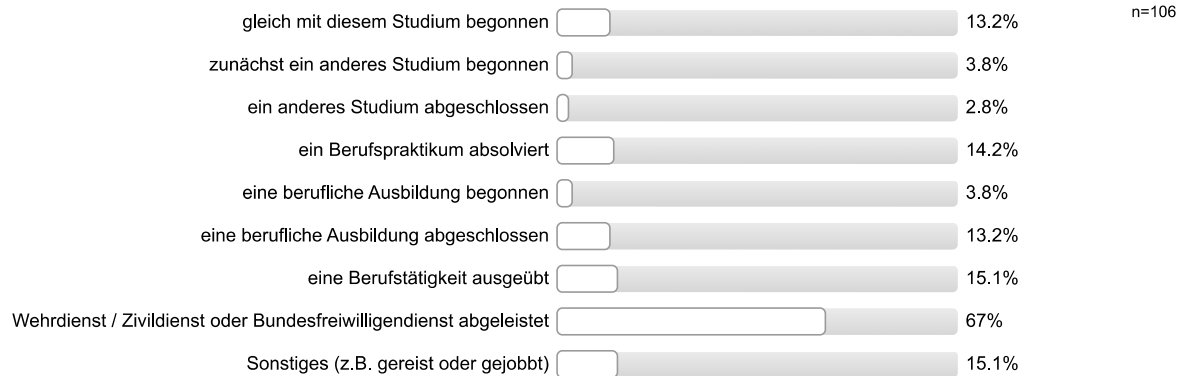 n=106
gleich mit diesem Studium begonnen 13.2%
zunächst ein anderes Studium begonnen 3.8%
ein anderes Studium abgeschlossen 2.8%
ein Berufspraktikum absolviert 14.2%
eine berufliche Ausbildung begonnen 3.8%
eine berufliche Ausbildung abgeschlossen 13.2%
eine Berufstätigkeit ausgeübt 15.1%
Wehrdienst / Zivildienst oder Bundesfreiwilligendienst abgeleistet 67%
Sonstiges (z.B. gereist oder gejobbt) 15.1%